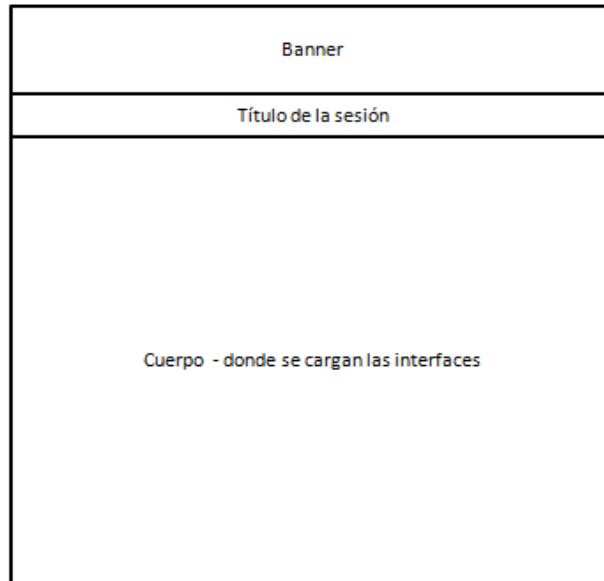 Banner
Título de la sesión
Cuerpo - donde se cargan las interfaces